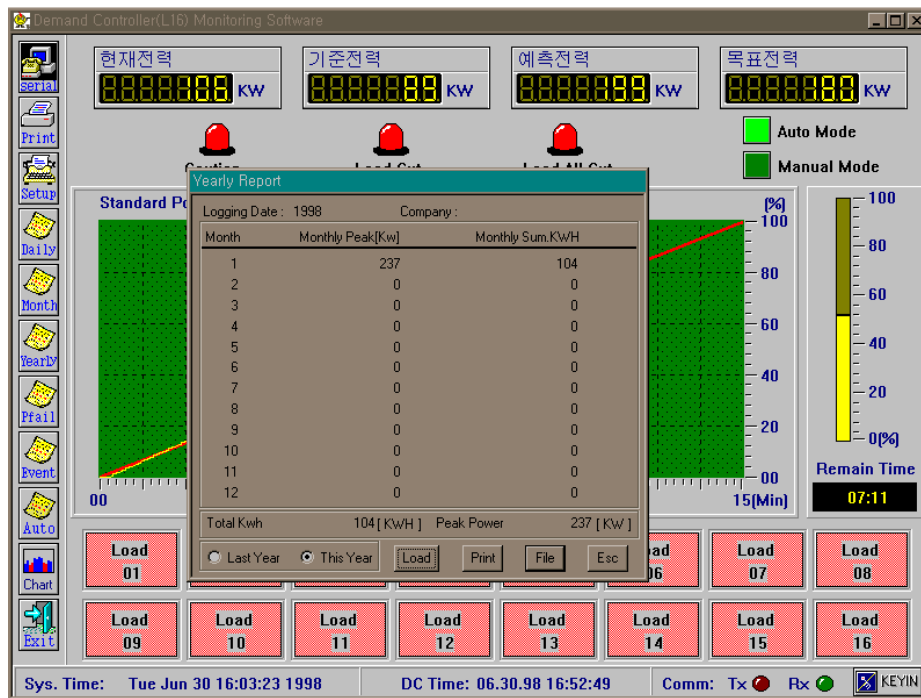 Demand Controller(L16) Monitoring Software
serial
Print
Setup
Daily
Month
Yearly
Pfail
Event
Auto
Chart
Exit
현재전력
기준전력
예측전력
목표전력
108 KW
89 KW
199 KW
KW
Auto Mode
Manual Mode
Standard
(%)
100
80
60
40
20
00
00
15(Min)
100
80
60
40
20
0(%)
Remain Time
07:11
Yearly Report
Logging Date : 1998 Company :
Month Monthly Peak[Kw] Monthly Sum.KWH
1 237 104
2 0 0
3 0 0
4 0 0
5 0 0
6 0 0
7 0 0
8 0 0
9 0 0
10 0 0
11 0 0
12 0 0
Total Kwh 104 [ KWH ] Peak Power 237 [ KW ]
Last Year This Year Load Print File Esc
Load 01
06
Load 07
Load 08
Load 09
Load 10
Load 11
Load 12
Load 13
Load 14
Load 15
Load 16
Sys. Time: Tue Jun 30 16:03:23 1998 DC Time: 06.30.98 16:52:49 Comm: Tx Rx KEYIN